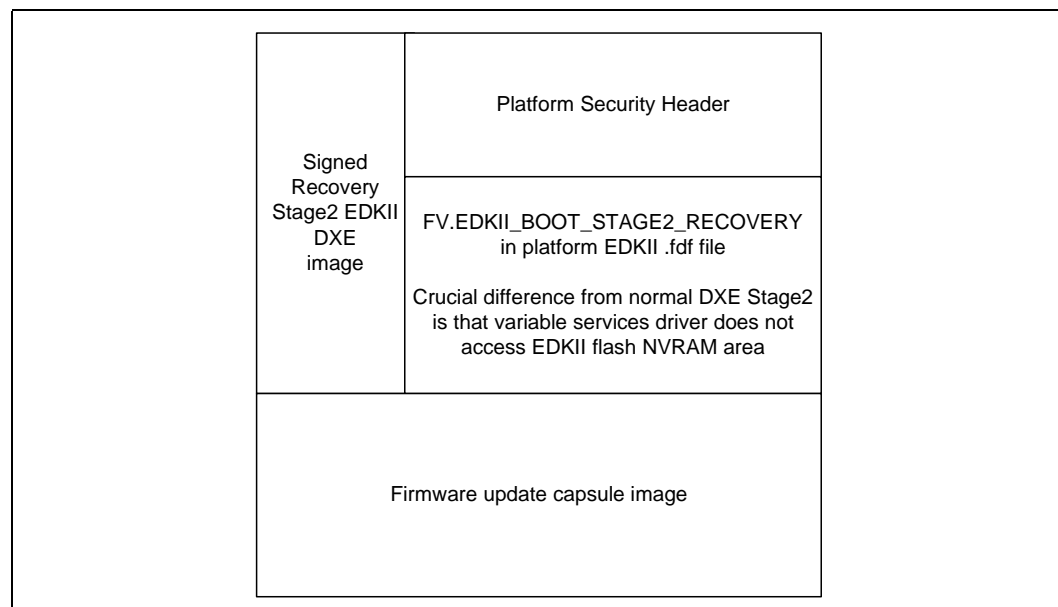 Signed
Recovery
Stage2 EDKII
DXE
image
Platform Security Header
FV.EDKII_BOOT_STAGE2_RECOVERY
in platform EDKII .fdf file
Crucial difference from normal DXE Stage2
is that variable services driver does not
access EDKII flash NVRAM area
Firmware update capsule image